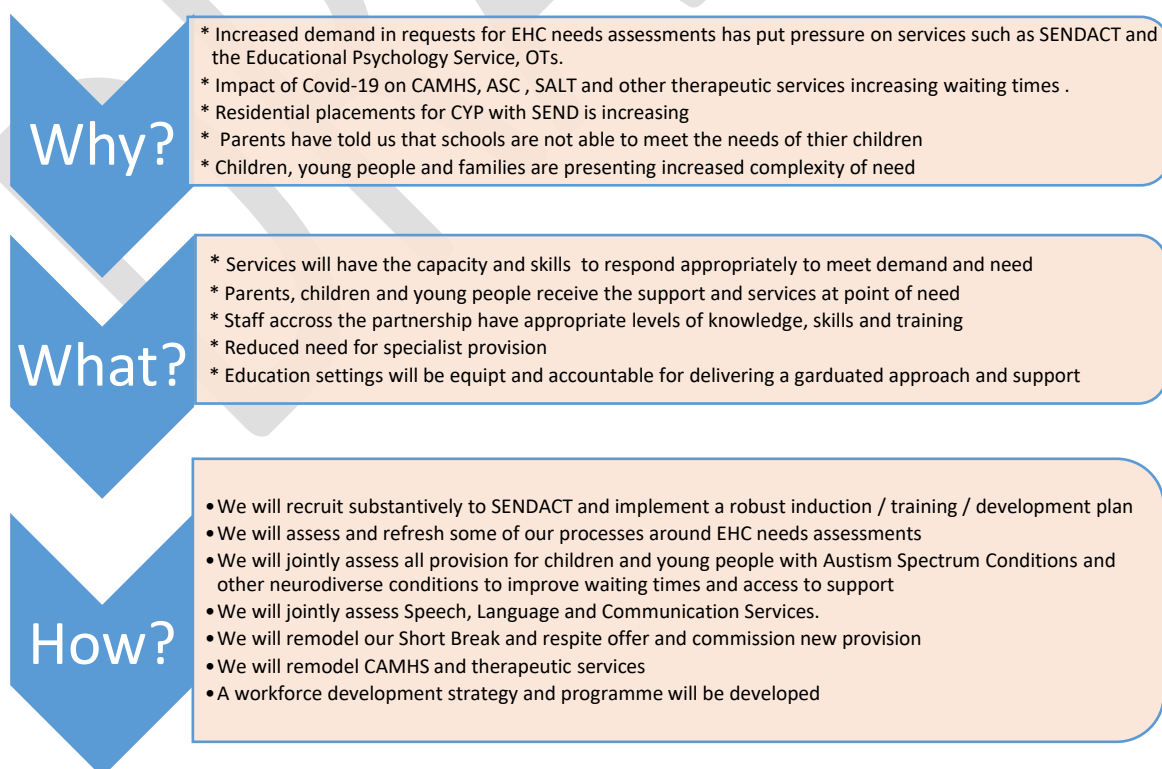 Why?
* Increased demand in requests for EHC needs assessments has put pressure on services such as SENDACT and
the Educational Psychology Service, OTs.
* Impact of Covid-19 on CAMHS, ASC , SALT and other therapeutic services increasing waiting times .
* Residential placements for CYP with SEND is increasing
* Parents have told us that schools are not able to meet the needs of thier children
* Children, young people and families are presenting increased complexity of need
What?
* Services will have the capacity and skills to respond appropriately to meet demand and need
* Parents, children and young people receive the support and services at point of need
* Staff accross the partnership have appropriate levels of knowledge, skills and training
* Reduced need for specialist provision
* Education settings will be equipt and accountable for delivering a garduated approach and support
How?
• We will recruit substantively to SENDACT and implement a robust induction / training / development plan
• We will assess and refresh some of our processes around EHC needs assessments
• We will jointly assess all provision for children and young people with Austism Spectrum Conditions and
other neurodiverse conditions to improve waiting times and access to support
• We will jointly assess Speech, Language and Communication Services.
• We will remodel our Short Break and respite offer and commission new provision
• We will remodel CAMHS and therapeutic services
• A workforce development strategy and programme will be developed